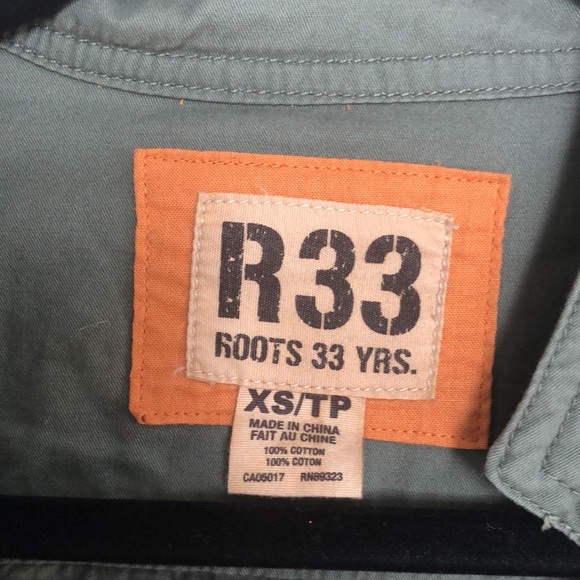 R33
ROOTS 33 YRS.
XS/TP
MADE IN CHINA
FAIT AU CHINE
100% COTTON
100% COTON
CA05017 RN89323